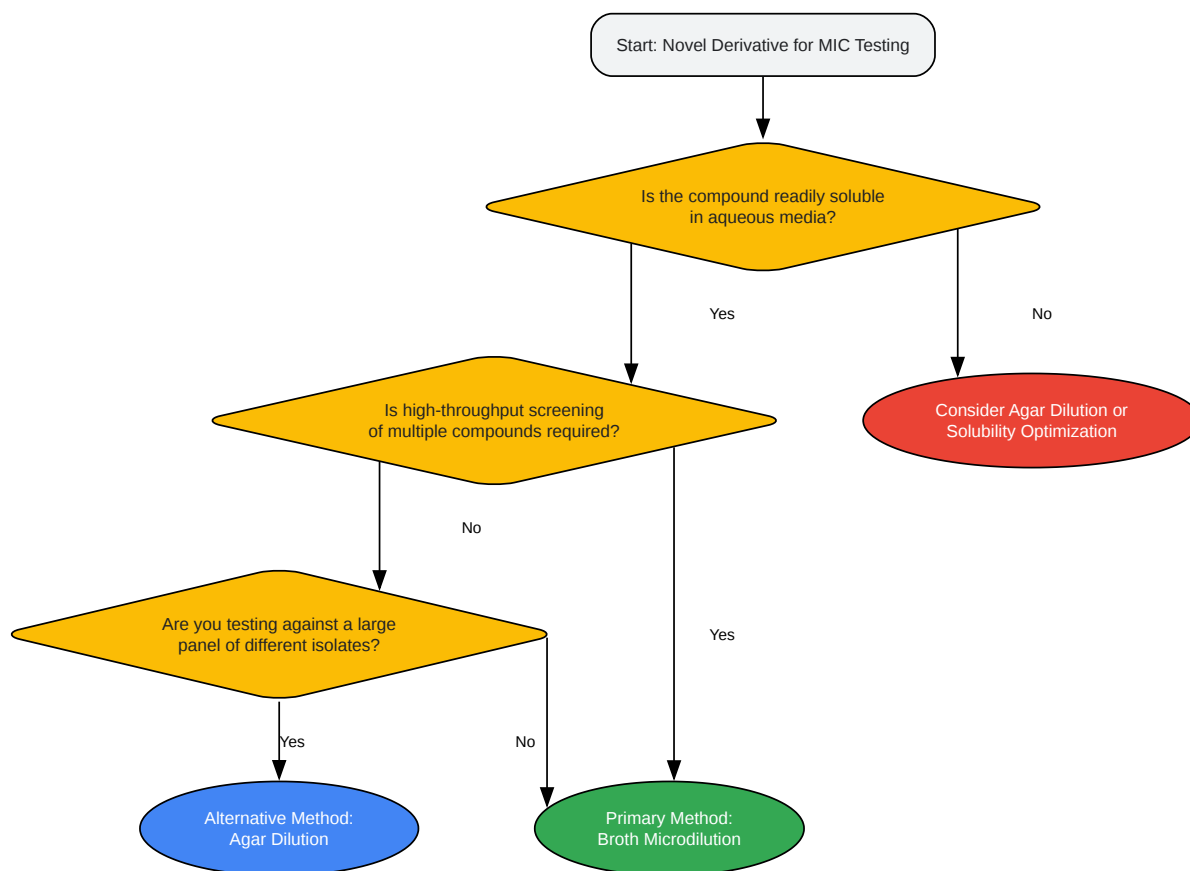 Start: Novel Derivative for MIC Testing
Is the compound readily soluble
in aqueous media?
Yes
No
Is high-throughput screening
of multiple compounds required?
Consider Agar Dilution or
Solubility Optimization
No
Are you testing against a large
panel of different isolates?
Yes
Yes
No
Alternative Method:
Agar Dilution
Primary Method:
Broth Microdilution